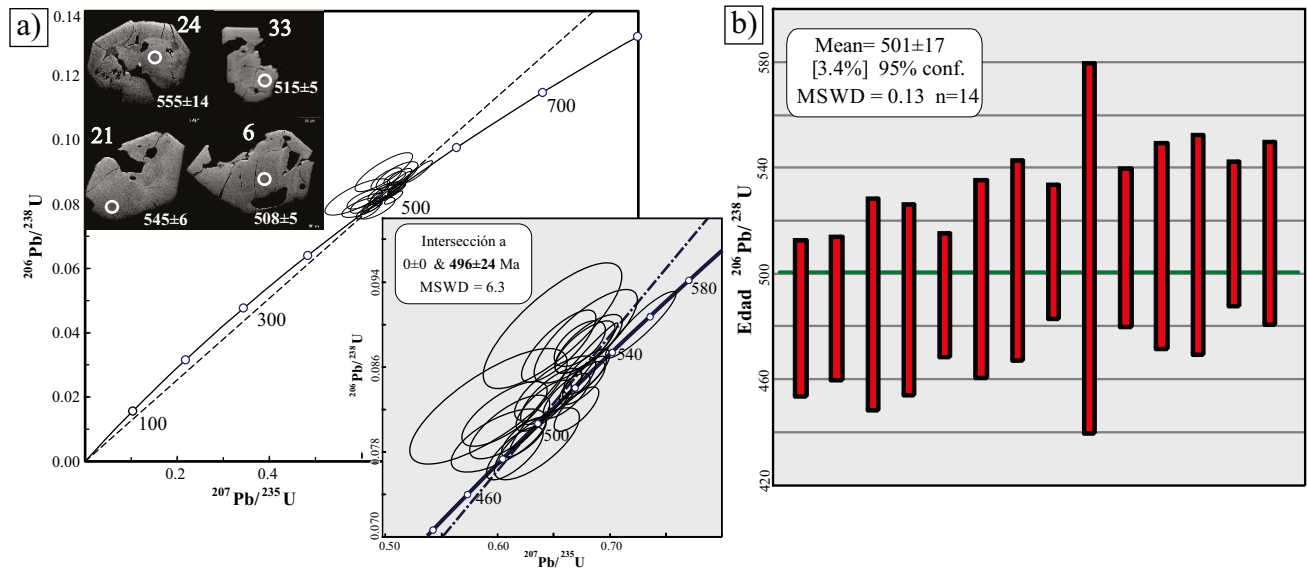 a)
0.14
0.12
0.10
0.08
0.06
0.04
0.02
0.00
²⁰⁶Pb/²³⁸U
24
33
555±14
515±5
21
6
545±6
508±5
700
500
300
100
0.2
0.4
²⁰⁷Pb/²³⁵U
Intersección a
0±0 & 496±24 Ma
MSWD = 6.3
0.094
0.086
0.078
0.070
²⁰⁶Pb/²³⁸U
580
540
500
460
0.50
0.60
0.70
²⁰⁷Pb/²³⁵U
b)
Mean= 501±17
[3.4%] 95% conf.
MSWD = 0.13 n=14
580
540
500
460
420
Edad ²⁰⁶Pb/²³⁸U